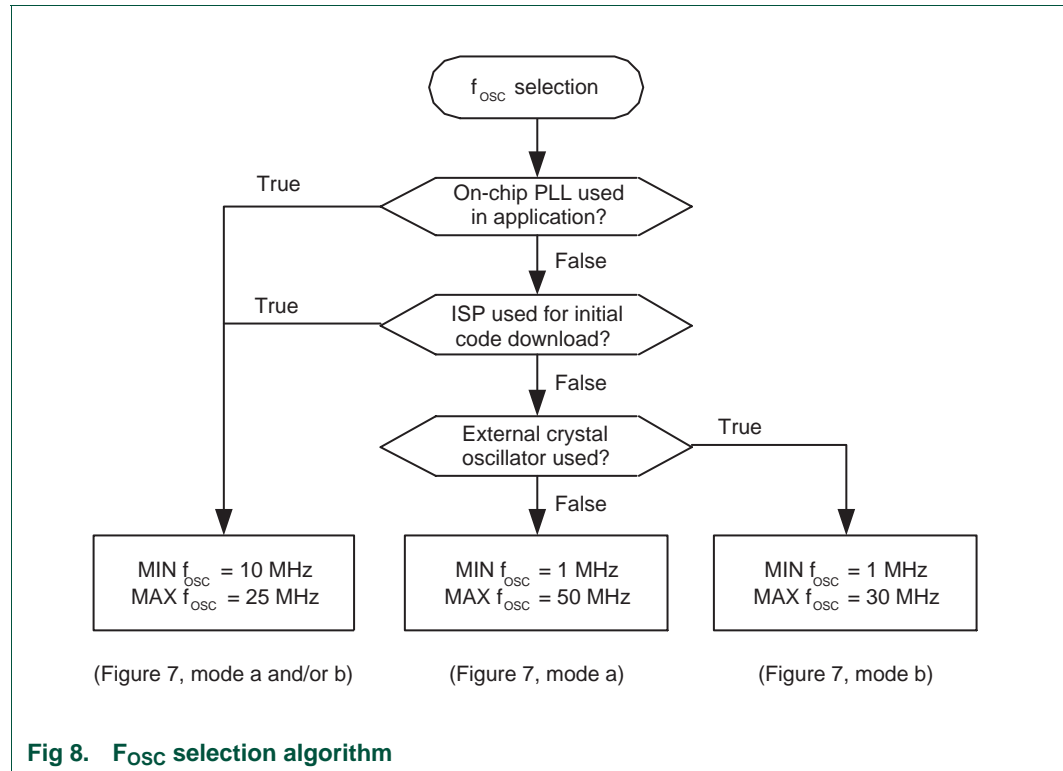 f_OSC selection
True
On-chip PLL used
in application?
False
True
ISP used for initial
code download?
False
External crystal
oscillator used?
True
False
MIN f_OSC = 10 MHz
MAX f_OSC = 25 MHz
MIN f_OSC = 1 MHz
MAX f_OSC = 50 MHz
MIN f_OSC = 1 MHz
MAX f_OSC = 30 MHz
(Figure 7, mode a and/or b)
(Figure 7, mode a)
(Figure 7, mode b)
Fig 8. F_OSC selection algorithm